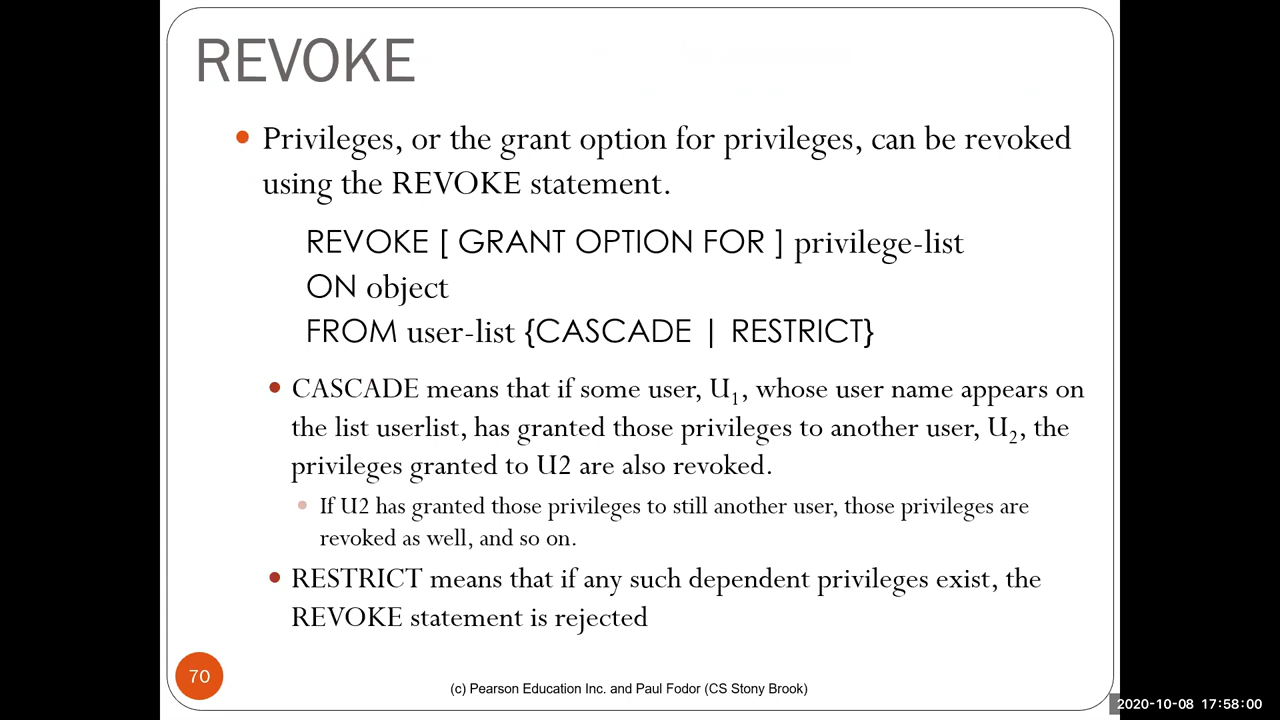 REVOKE
Privileges, or the grant option for privileges, can be revoked
using the REVOKE statement.
REVOKE [ GRANT OPTION FOR ] privilege-list
ON object
FROM user-list {CASCADE | RESTRICT}
CASCADE means that if some user, U1, whose user name appears on
the list userlist, has granted those privileges to another user, U2, the
privileges granted to U2 are also revoked.
If U2 has granted those privileges to still another user, those privileges are
revoked as well, and so on.
RESTRICT means that if any such dependent privileges exist, the
REVOKE statement is rejected
70
(c) Pearson Education Inc. and Paul Fodor (CS Stony Brook)
2020-10-08 17:58:00